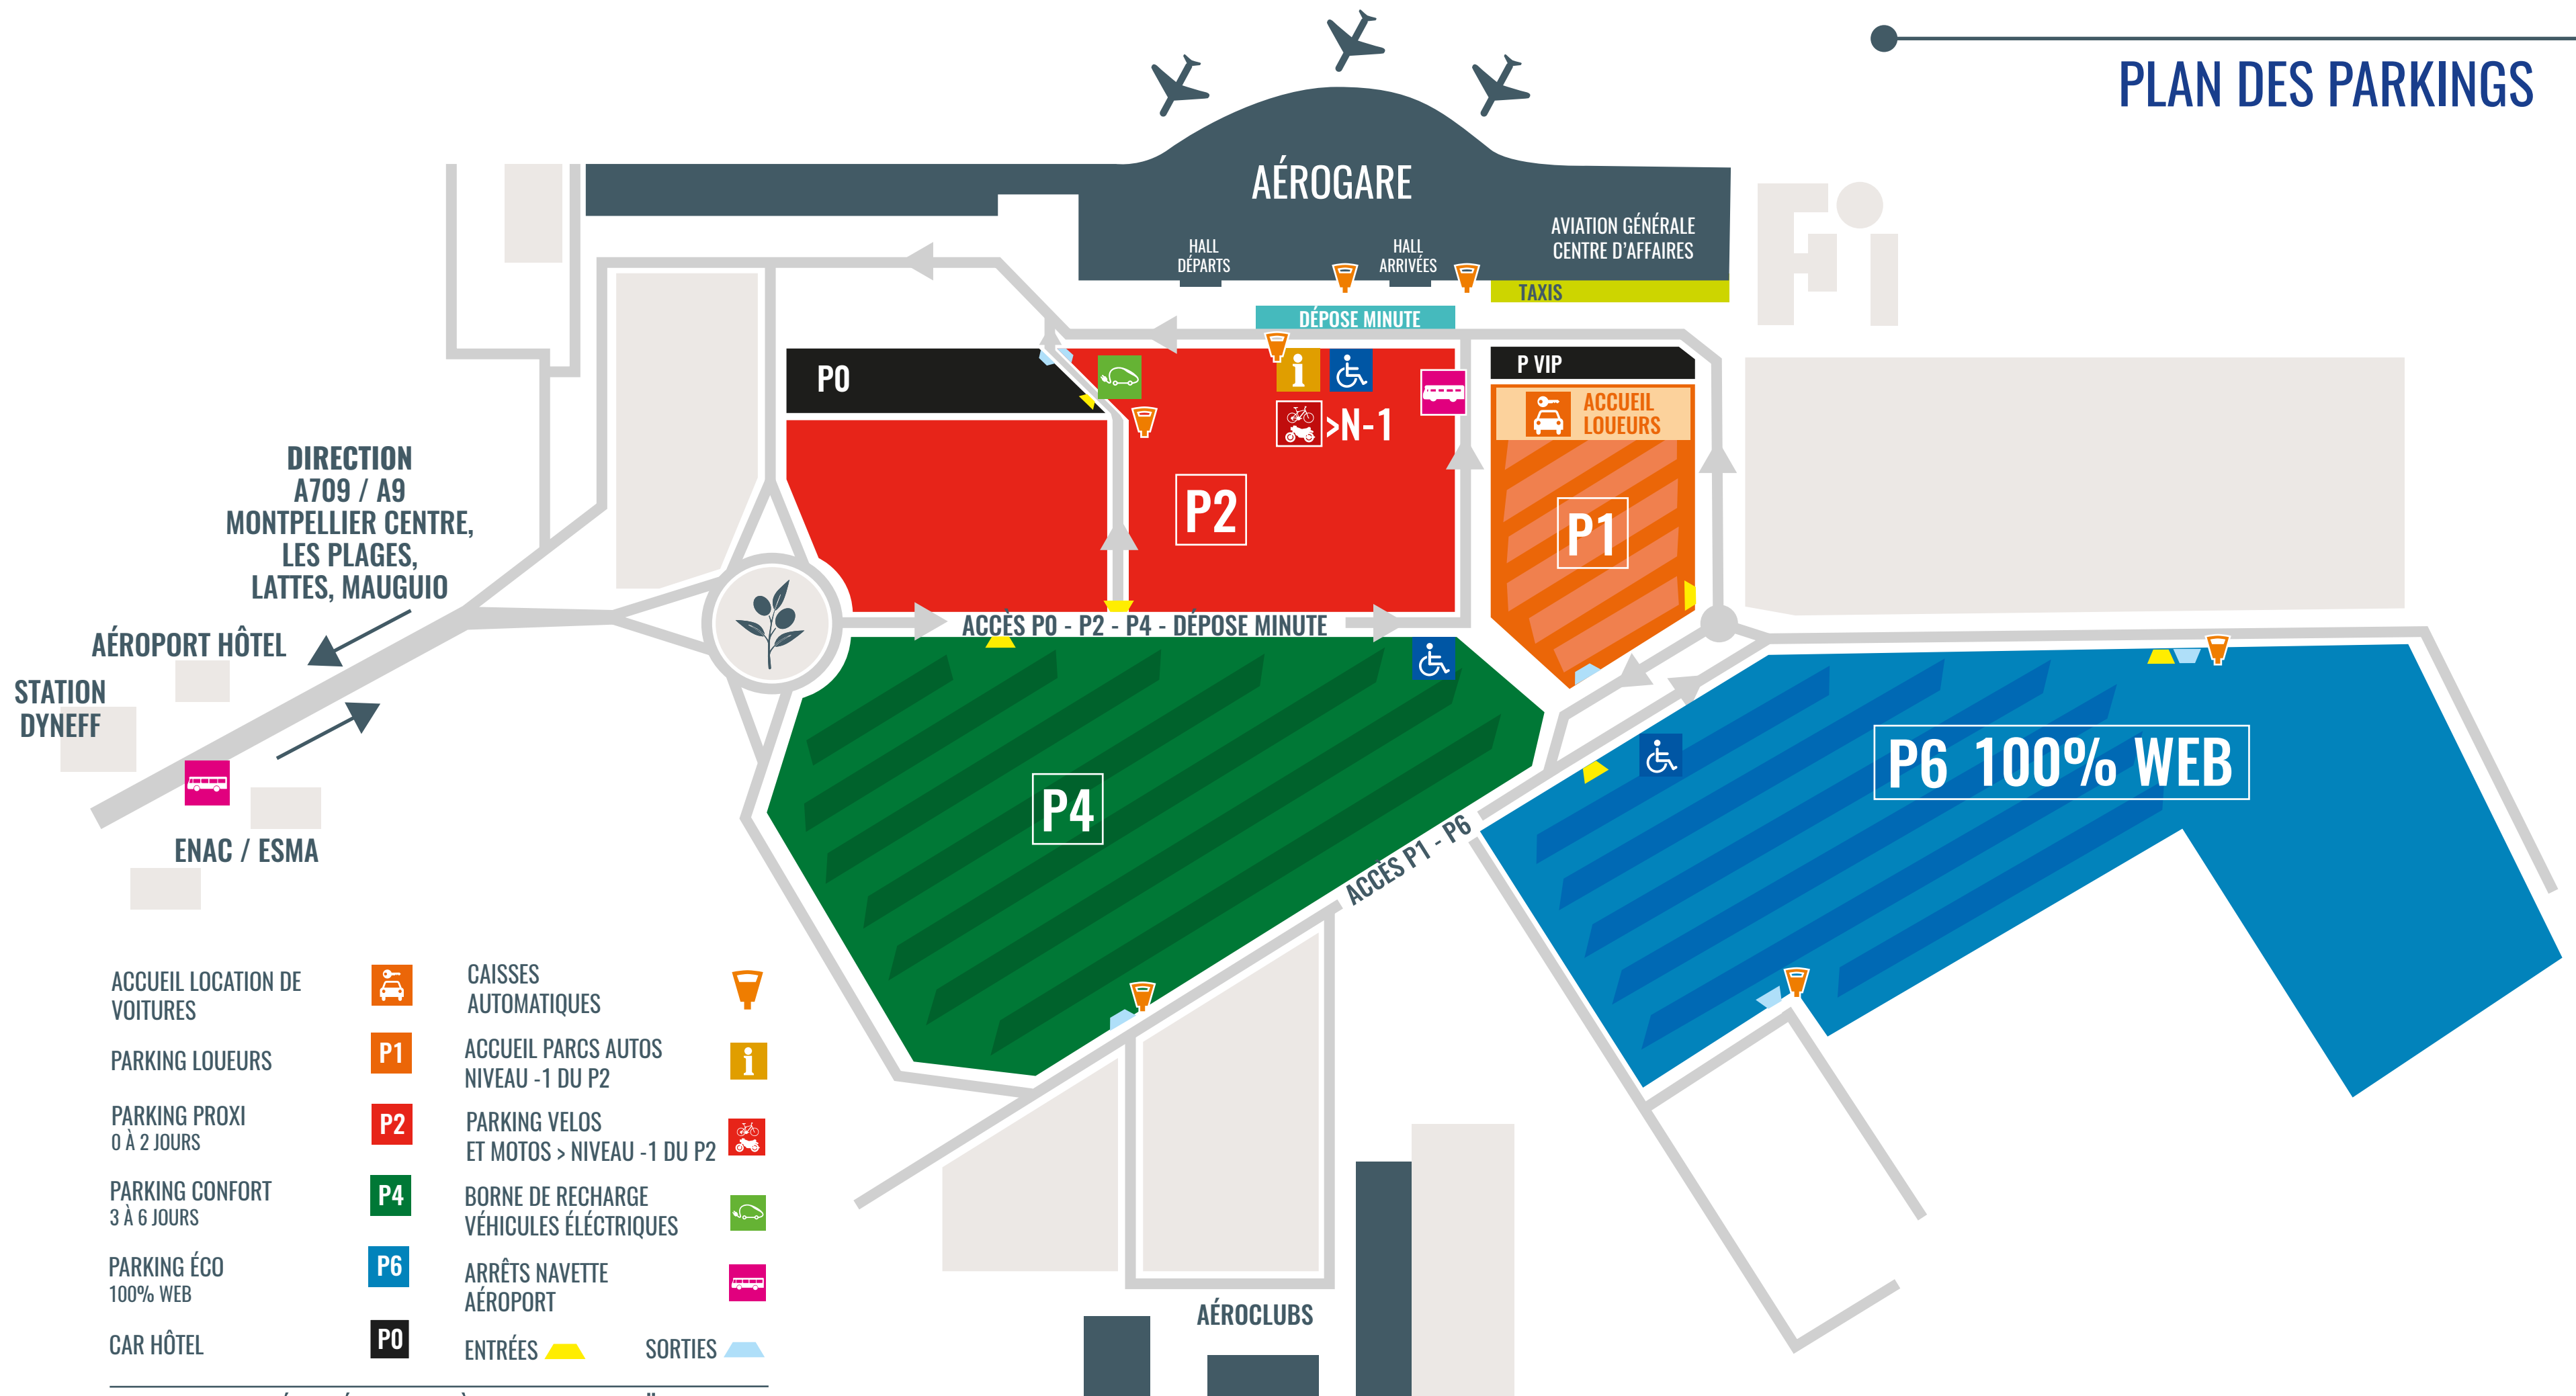 PLAN DES PARKINGS
AÉROGARE
AVIATION GÉNÉRALE
CENTRE D'AFFAIRES
HALL
DÉPARTS
HALL
ARRIVÉES
TAXIS
DÉPOSE MINUTE
P0
P VIP
ACCUEIL
LOUEURS
i
>N-1
P2
P1
DIRECTION
A709 / A9
MONTPELLIER CENTRE,
LES PLAGES,
LATTES, MAUGUIO
ACCÈS P0 - P2 - P4 - DÉPOSE MINUTE
AÉROPORT HÔTEL
STATION
DYNEFF
ENAC / ESMA
P4
P6 100% WEB
ACCÈS P1 - P6
AÉROCLUBS
ACCUEIL LOCATION DE
VOITURES
PARKING LOUEURS
P1
PARKING PROXI
0 À 2 JOURS
P2
PARKING CONFORT
3 À 6 JOURS
P4
PARKING ÉCO
100% WEB
P6
CAR HÔTEL
P0
CAISSES
AUTOMATIQUES
ACCUEIL PARCS AUTOS
NIVEAU -1 DU P2
i
PARKING VELOS
ET MOTOS > NIVEAU -1 DU P2
BORNE DE RECHARGE
VÉHICULES ÉLÉCTRIQUES
ARRÊTS NAVETTE
AÉROPORT
ENTRÉES
SORTIES